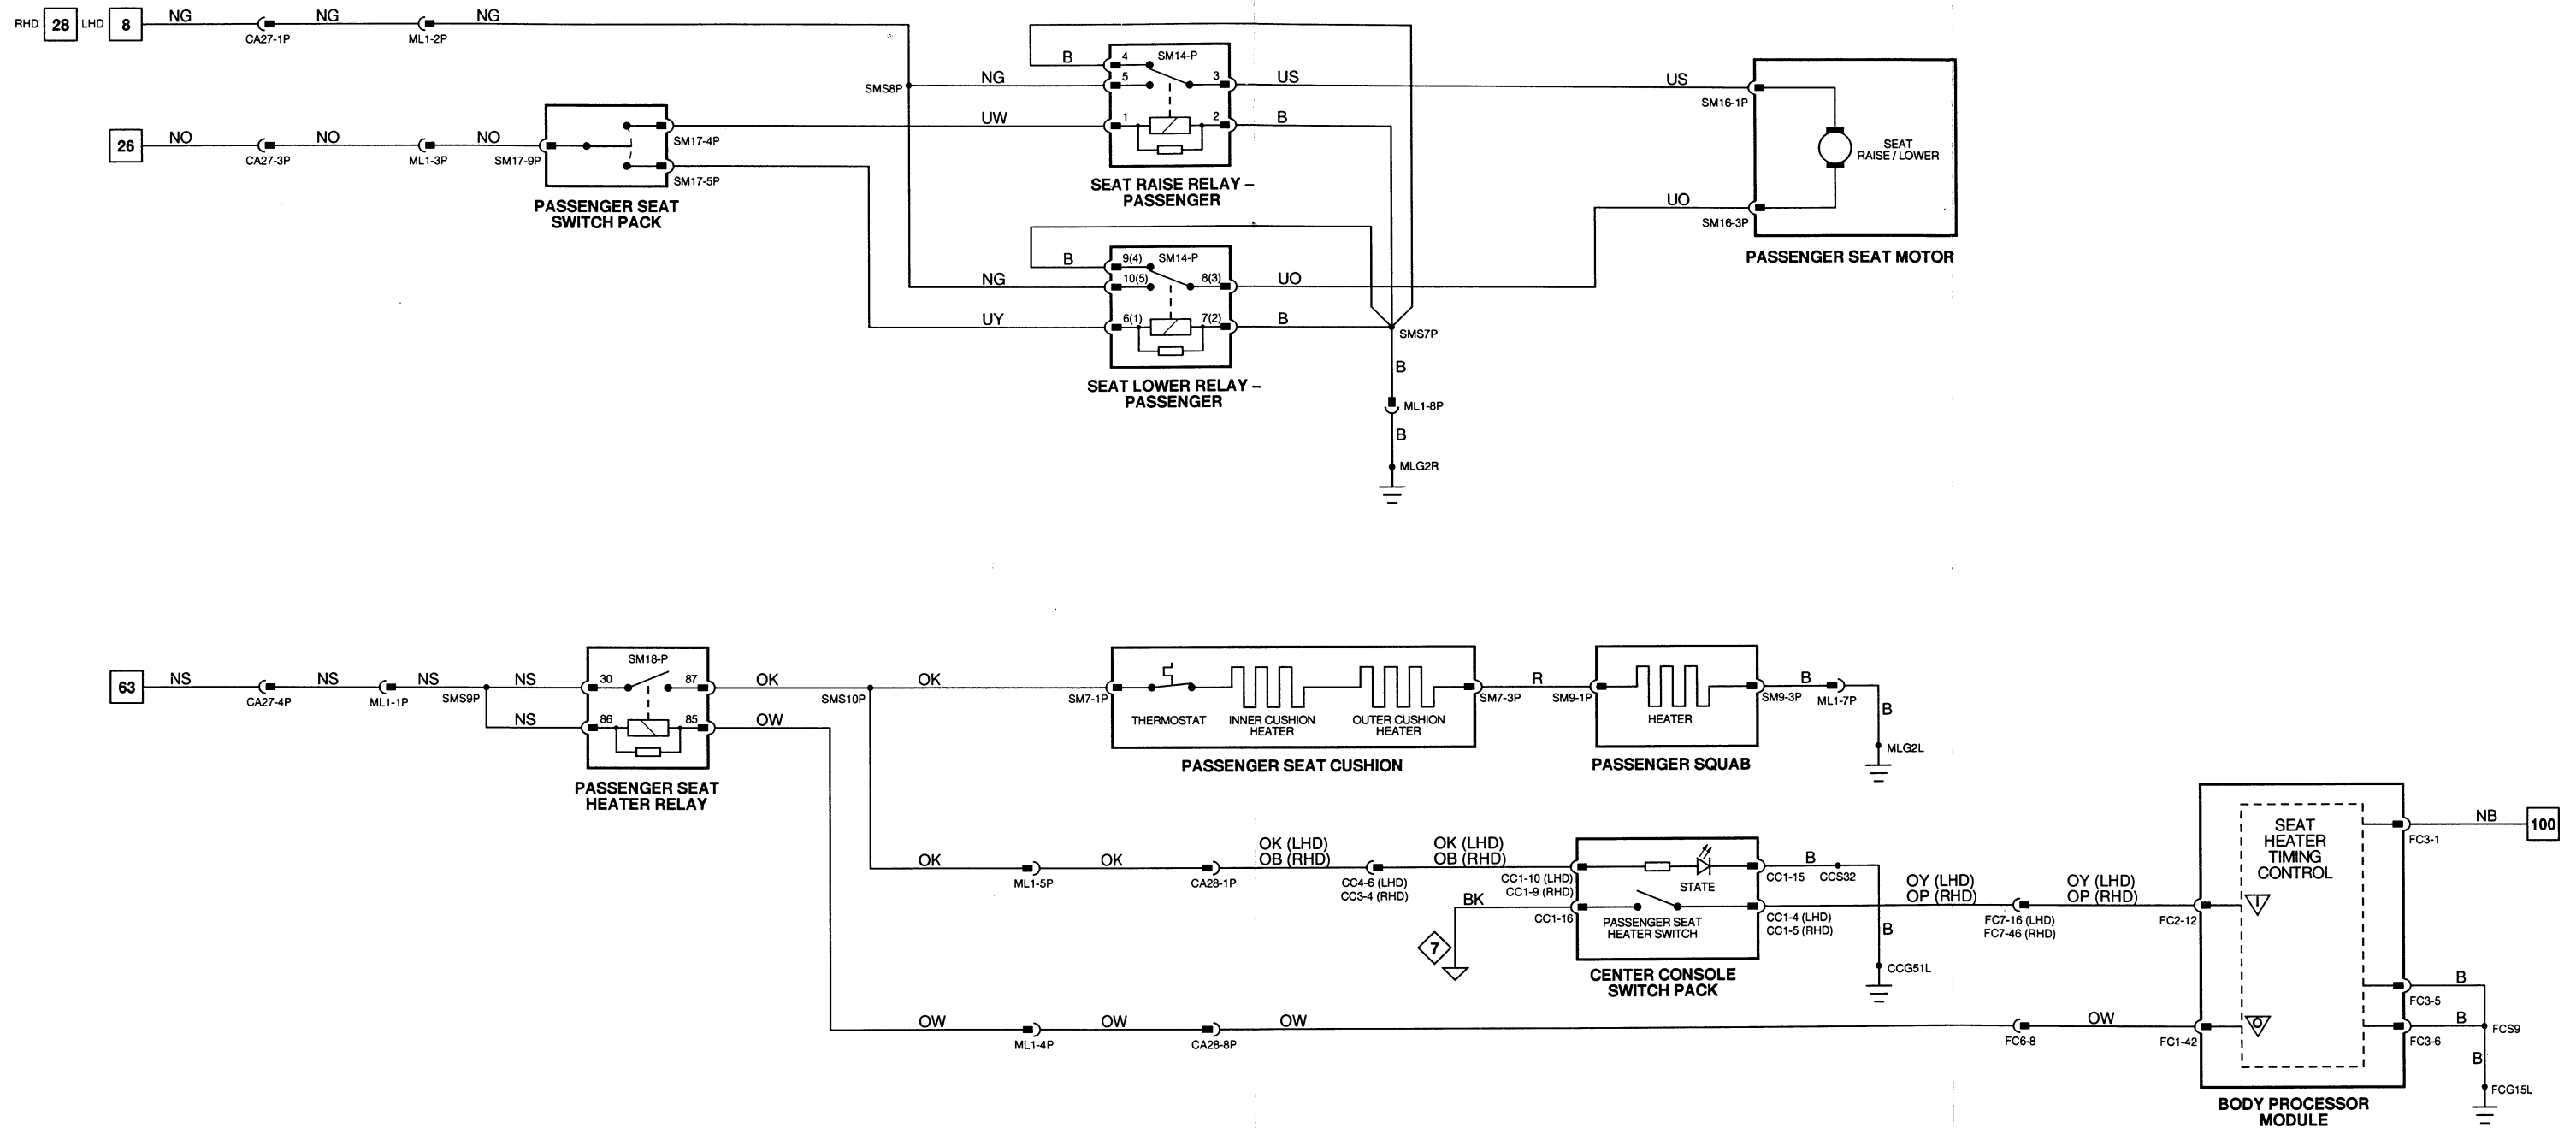 RHD 28 LHD 8 NG NG NG
CA27-1P ML1-2P
B 4 SM14-P
SMS8P NG 5 3 US US
SM16-1P
UW 1 2 B
SM17-4P
26 NO NO NO
CA27-3P ML1-3P SM17-9P
SM17-5P
SEAT
RAISE / LOWER
PASSENGER SEAT
SWITCH PACK
SEAT RAISE RELAY –
PASSENGER
UO
SM16-3P
PASSENGER SEAT MOTOR
B 9(4) SM14-P
NG 10(5) 8(3) UO
UY 6(1) 7(2) B
SMS7P
SEAT LOWER RELAY –
PASSENGER
B
ML1-8P
B
MLG2R
63 NS NS NS NS
CA27-4P ML1-1P SMS9P
SM18-P
30 87 OK OK
SMS10P SM7-1P
NS 86 85 OW
PASSENGER SEAT
HEATER RELAY
THERMOSTAT
INNER CUSHION
HEATER
OUTER CUSHION
HEATER
PASSENGER SEAT CUSHION
R
SM7-3P SM9-1P
HEATER
PASSENGER SQUAB
B
SM9-3P ML1-7P
B
MLG2L
OK OK
ML1-5P CA28-1P
OK (LHD)
OB (RHD)
CC4-6 (LHD)
CC3-4 (RHD)
OK (LHD)
OB (RHD)
CC1-10 (LHD)
CC1-9 (RHD)
STATE
B
CC1-15 CCS32
BK
CC1-16
7
PASSENGER SEAT
HEATER SWITCH
CC1-4 (LHD)
CC1-5 (RHD)
B
CCG51L
CENTER CONSOLE
SWITCH PACK
OY (LHD)
OP (RHD)
FC7-16 (LHD)
FC7-46 (RHD)
OY (LHD)
OP (RHD)
FC2-12
SEAT
HEATER
TIMING
CONTROL
I
O
NB 100
FC3-1
B
FC3-5
B
FC3-6 FCS9
B
FCG15L
OW OW OW OW
ML1-4P CA28-8P FC6-8 FC1-42
BODY PROCESSOR
MODULE